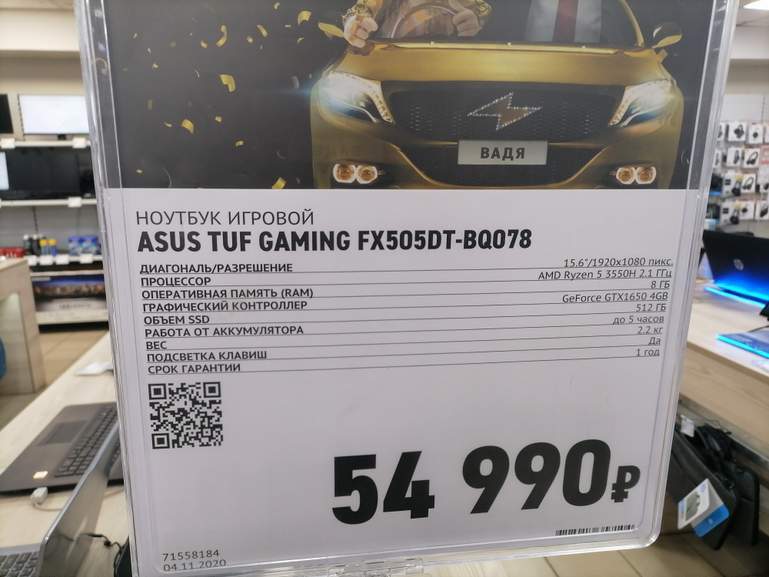 ВАДЯ
НОУТБУК ИГРОВОЙ
ASUS TUF GAMING FX505DT-BQ078
ДИАГОНАЛЬ/РАЗРЕШЕНИЕ 15.6"/1920x1080 пикс.
ПРОЦЕССОР AMD Ryzen 5 3550H 2.1 ГГц
ОПЕРАТИВНАЯ ПАМЯТЬ (RAM) 8 ГБ
ГРАФИЧЕСКИЙ КОНТРОЛЛЕР GeForce GTX1650 4GB
ОБЪЕМ SSD 512 ГБ
РАБОТА ОТ АККУМУЛЯТОРА до 5 часов
ВЕС 2.2 кг
ПОДСВЕТКА КЛАВИШ Да
СРОК ГАРАНТИИ 1 год
54 990₽
71558184
04.11.2020